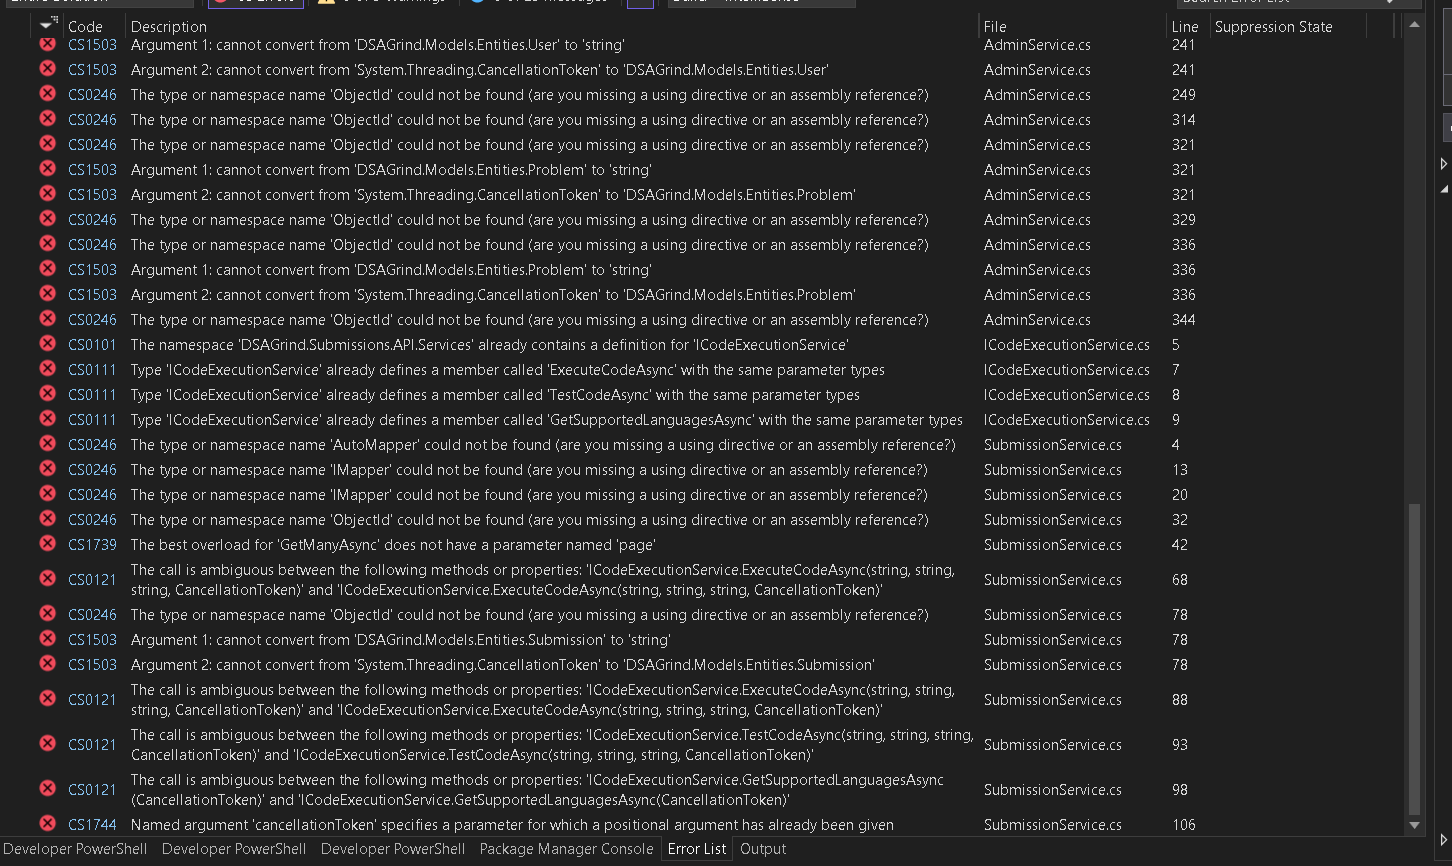 Code Description File Line Suppression State
CS1503 Argument 1: cannot convert from 'DSAGrind.Models.Entities.User' to 'string' AdminService.cs 241
CS1503 Argument 2: cannot convert from 'System.Threading.CancellationToken' to 'DSAGrind.Models.Entities.User' AdminService.cs 241
CS0246 The type or namespace name 'ObjectId' could not be found (are you missing a using directive or an assembly reference?) AdminService.cs 249
CS0246 The type or namespace name 'ObjectId' could not be found (are you missing a using directive or an assembly reference?) AdminService.cs 314
CS0246 The type or namespace name 'ObjectId' could not be found (are you missing a using directive or an assembly reference?) AdminService.cs 321
CS1503 Argument 1: cannot convert from 'DSAGrind.Models.Entities.Problem' to 'string' AdminService.cs 321
CS1503 Argument 2: cannot convert from 'System.Threading.CancellationToken' to 'DSAGrind.Models.Entities.Problem' AdminService.cs 321
CS0246 The type or namespace name 'ObjectId' could not be found (are you missing a using directive or an assembly reference?) AdminService.cs 329
CS0246 The type or namespace name 'ObjectId' could not be found (are you missing a using directive or an assembly reference?) AdminService.cs 336
CS1503 Argument 1: cannot convert from 'DSAGrind.Models.Entities.Problem' to 'string' AdminService.cs 336
CS1503 Argument 2: cannot convert from 'System.Threading.CancellationToken' to 'DSAGrind.Models.Entities.Problem' AdminService.cs 336
CS0246 The type or namespace name 'ObjectId' could not be found (are you missing a using directive or an assembly reference?) AdminService.cs 344
CS0101 The namespace 'DSAGrind.Submissions.API.Services' already contains a definition for 'ICodeExecutionService' ICodeExecutionService.cs 5
CS0111 Type 'ICodeExecutionService' already defines a member called 'ExecuteCodeAsync' with the same parameter types ICodeExecutionService.cs 7
CS0111 Type 'ICodeExecutionService' already defines a member called 'TestCodeAsync' with the same parameter types ICodeExecutionService.cs 8
CS0111 Type 'ICodeExecutionService' already defines a member called 'GetSupportedLanguagesAsync' with the same parameter types ICodeExecutionService.cs 9
CS0246 The type or namespace name 'AutoMapper' could not be found (are you missing a using directive or an assembly reference?) SubmissionService.cs 4
CS0246 The type or namespace name 'IMapper' could not be found (are you missing a using directive or an assembly reference?) SubmissionService.cs 13
CS0246 The type or namespace name 'IMapper' could not be found (are you missing a using directive or an assembly reference?) SubmissionService.cs 20
CS0246 The type or namespace name 'ObjectId' could not be found (are you missing a using directive or an assembly reference?) SubmissionService.cs 32
CS1739 The best overload for 'GetManyAsync' does not have a parameter named 'page' SubmissionService.cs 42
The call is ambiguous between the following methods or properties: 'ICodeExecutionService.ExecuteCodeAsync(string, string,
CS0121 SubmissionService.cs 68
string, CancellationToken)' and 'ICodeExecutionService.ExecuteCodeAsync(string, string, string, CancellationToken)'
CS0246 The type or namespace name 'ObjectId' could not be found (are you missing a using directive or an assembly reference?) SubmissionService.cs 78
CS1503 Argument 1: cannot convert from 'DSAGrind.Models.Entities.Submission' to 'string' SubmissionService.cs 78
CS1503 Argument 2: cannot convert from 'System.Threading.CancellationToken' to 'DSAGrind.Models.Entities.Submission' SubmissionService.cs 78
The call is ambiguous between the following methods or properties: 'ICodeExecutionService.ExecuteCodeAsync(string, string,
CS0121 SubmissionService.cs 88
string, CancellationToken)' and 'ICodeExecutionService.ExecuteCodeAsync(string, string, string, CancellationToken)'
The call is ambiguous between the following methods or properties: 'ICodeExecutionService.TestCodeAsync(string, string, string,
CS0121 SubmissionService.cs 93
CancellationToken)' and 'ICodeExecutionService.TestCodeAsync(string, string, string, CancellationToken)'
The call is ambiguous between the following methods or properties: 'ICodeExecutionService.GetSupportedLanguagesAsync
CS0121 SubmissionService.cs 98
(CancellationToken)' and 'ICodeExecutionService.GetSupportedLanguagesAsync(CancellationToken)'
CS1744 Named argument 'cancellationToken' specifies a parameter for which a positional argument has already been given SubmissionService.cs 106
Developer PowerShell Developer PowerShell Developer PowerShell Package Manager Console Error List Output